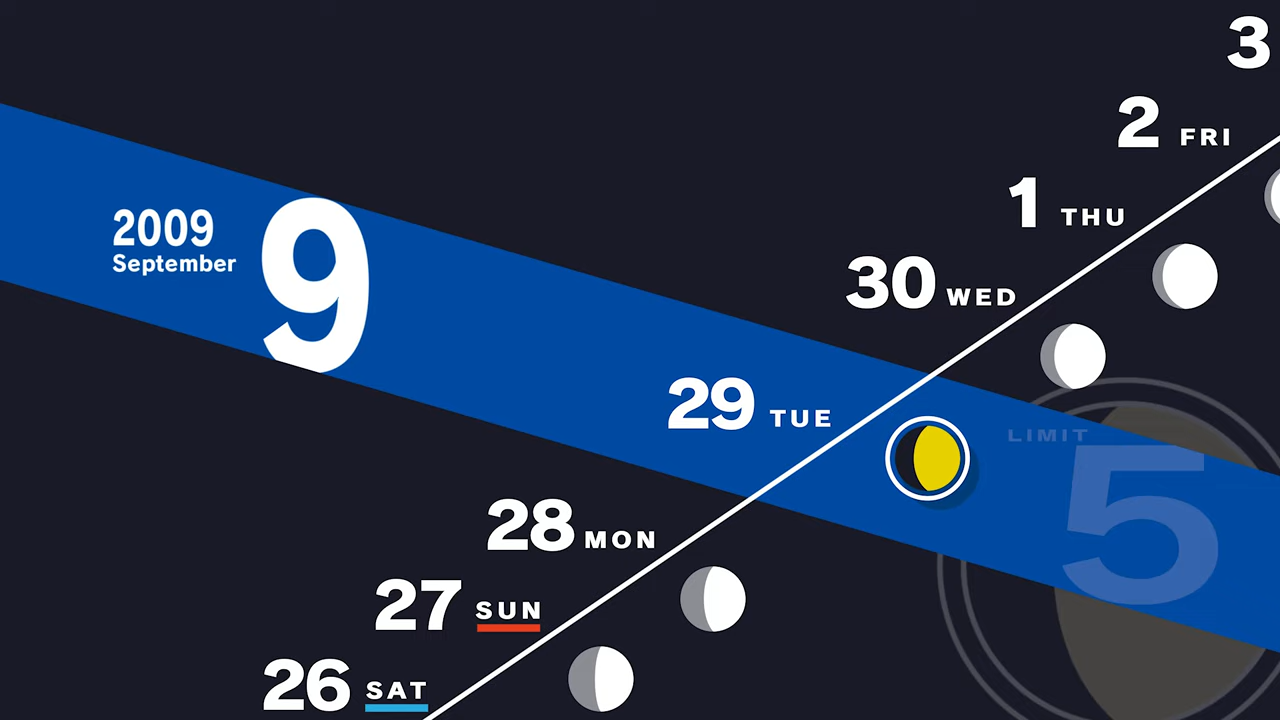 3
2 FRI
1 THU
30 WED
2009
September
9
29 TUE
LIMIT
5
28 MON
27 SUN
26 SAT